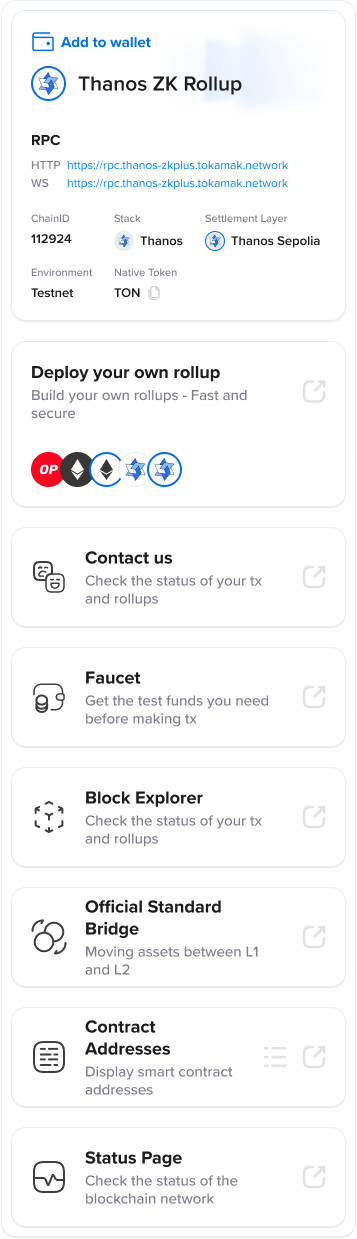 Add to wallet
Thanos ZK Rollup
RPC
HTTP https://rpc.thanos-zkplus.tokamak.network
WS https://rpc.thanos-zkplus.tokamak.network
ChainID Stack Settlement Layer
112924 Thanos Thanos Sepolia
Environment Native Token
Testnet TON
Deploy your own rollup
Build your own rollups - Fast and
secure
OP
Contact us
Check the status of your tx
and rollups
Faucet
Get the test funds you need
before making tx
Block Explorer
Check the status of your tx
and rollups
Official Standard
Bridge
Moving assets between L1
and L2
Contract
Addresses
Display smart contract
addresses
Status Page
Check the status of the
blockchain network